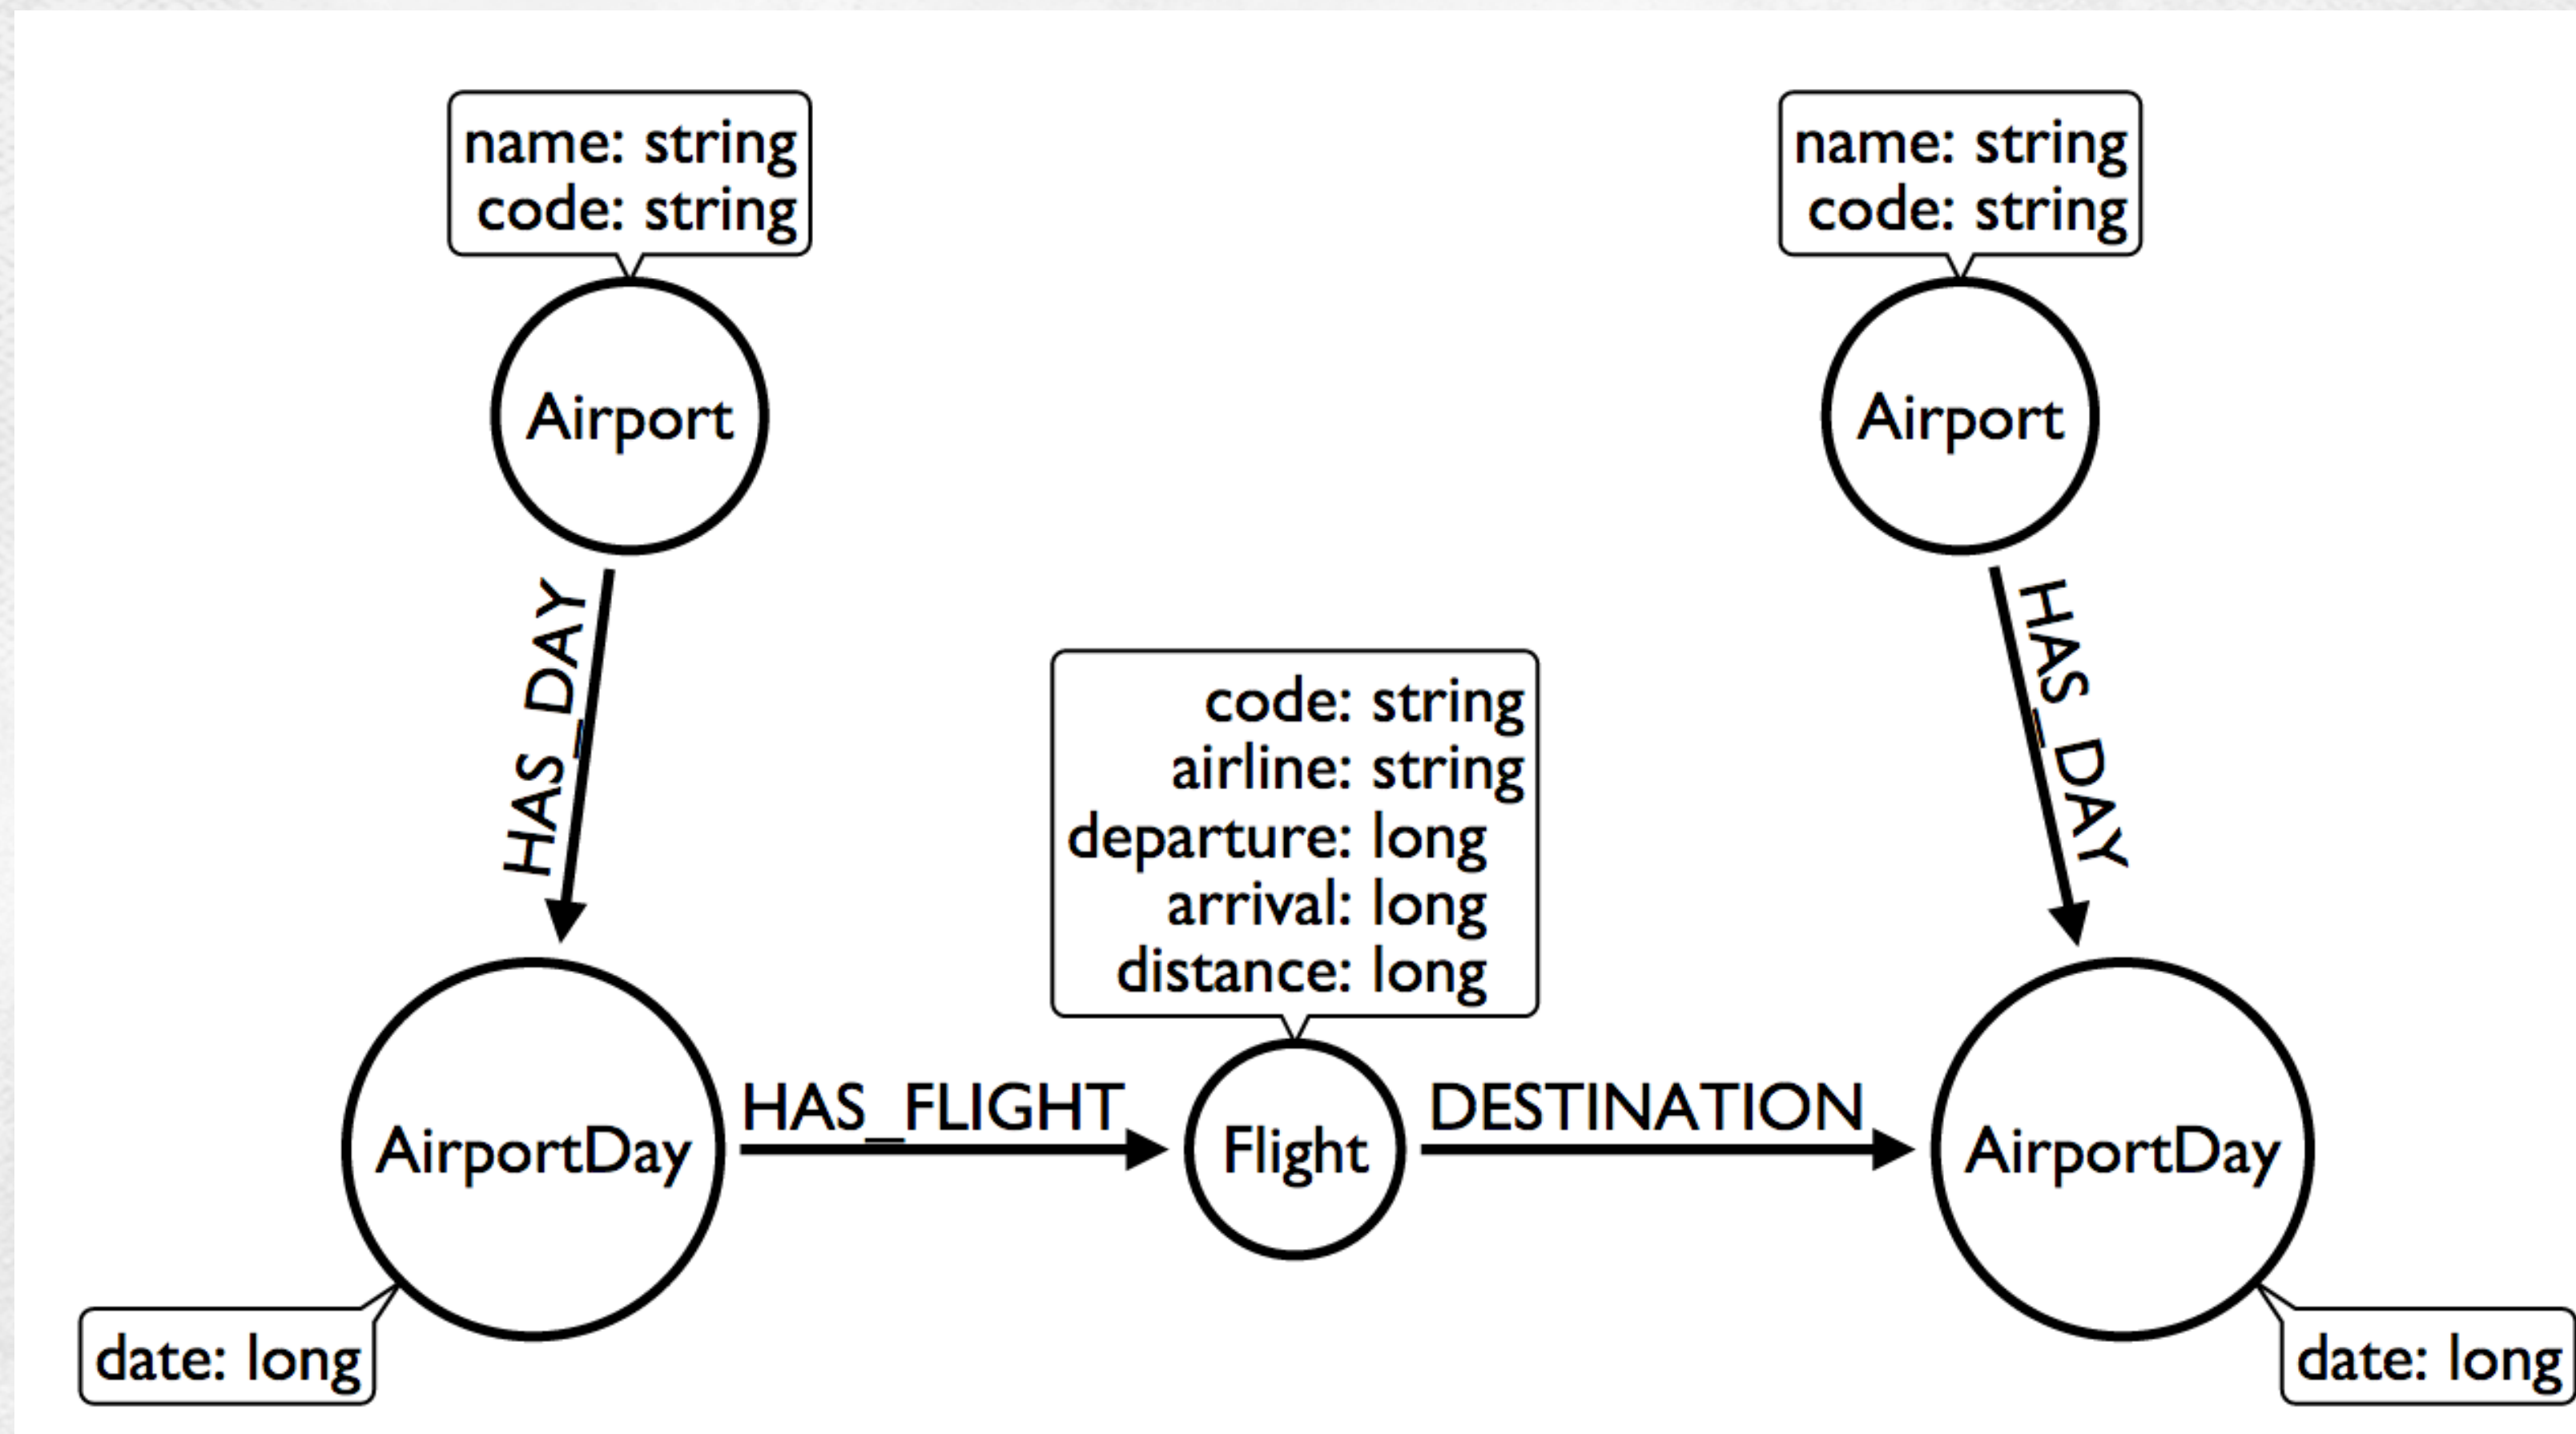 name: string
code: string
name: string
code: string
Airport
Airport
HAS_DAY
HAS_DAY
code: string
airline: string
departure: long
arrival: long
distance: long
HAS_FLIGHT
DESTINATION
AirportDay
Flight
AirportDay
date: long
date: long